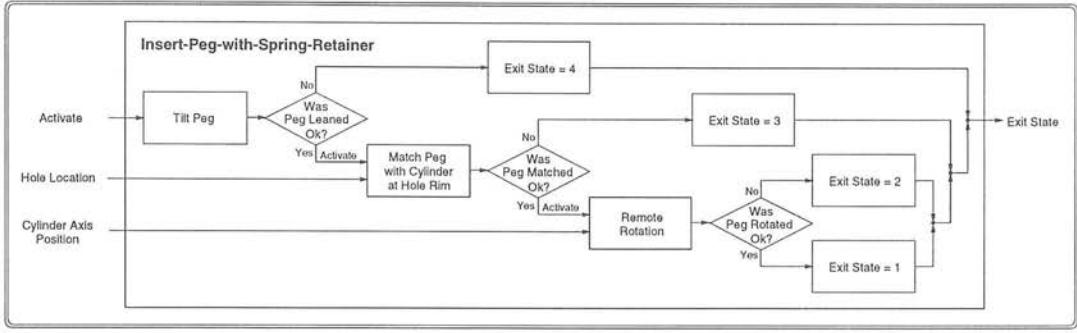 Insert-Peg-with-Spring-Retainer
Exit State = 4
No
Activate
Tilt Peg
Was
Peg Leaned
Ok?
Exit State = 3
Exit State
Yes
Activate
No
Hole Location
Match Peg
with Cylinder
at Hole Rim
Was
Peg Matched
Ok?
Exit State = 2
No
Yes
Activate
Cylinder Axis
Position
Remote
Rotation
Was
Peg Rotated
Ok?
Yes
Exit State = 1